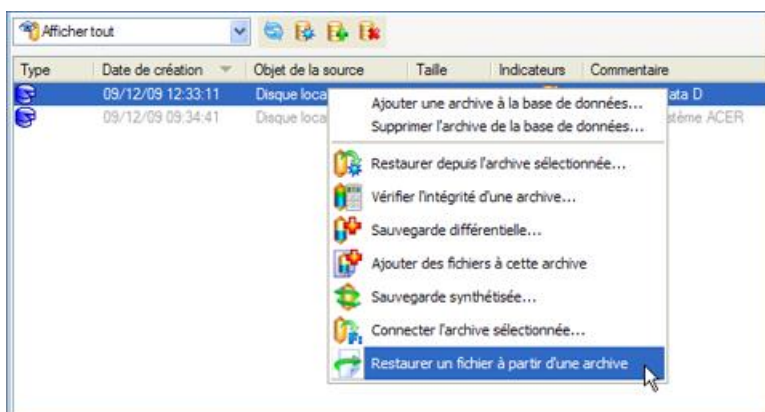 Afficher tout
Type Date de création Objet de la source Taille Indicateurs Commentaire
09/12/09 12:33:11 Disque loca ata D
09/12/09 09:34:41 Disque loca stème ACER
Ajouter une archive à la base de données...
Supprimer l'archive de la base de données...
Restaurer depuis l'archive sélectionnée...
Vérifier l'intégrité d'une archive...
Sauvegarde différentielle...
Ajouter des fichiers à cette archive
Sauvegarde synthétisée...
Connecter l'archive sélectionnée...
Restaurer un fichier à partir d'une archive